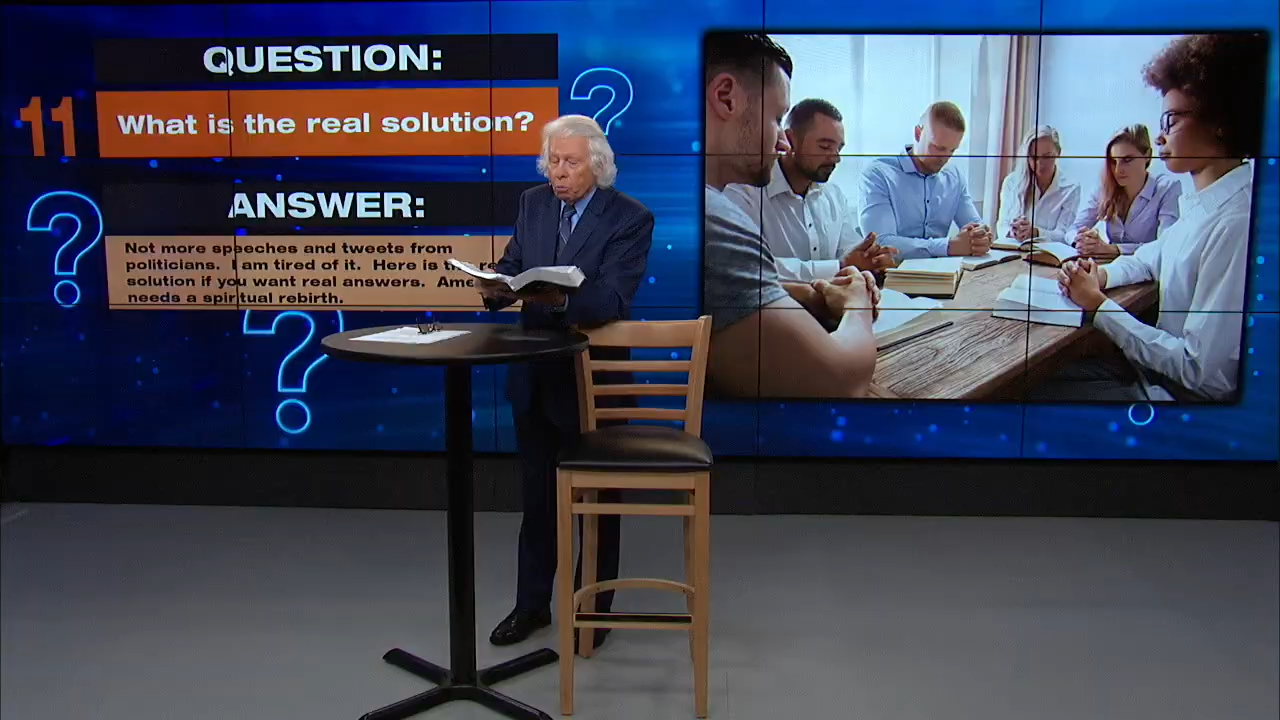 QUESTION:
11 What is the real solution?
ANSWER:
Not more speeches and tweets from
politicians. I am tired of it. Here is
solution if you want real answers.
needs a spiritual rebirth.